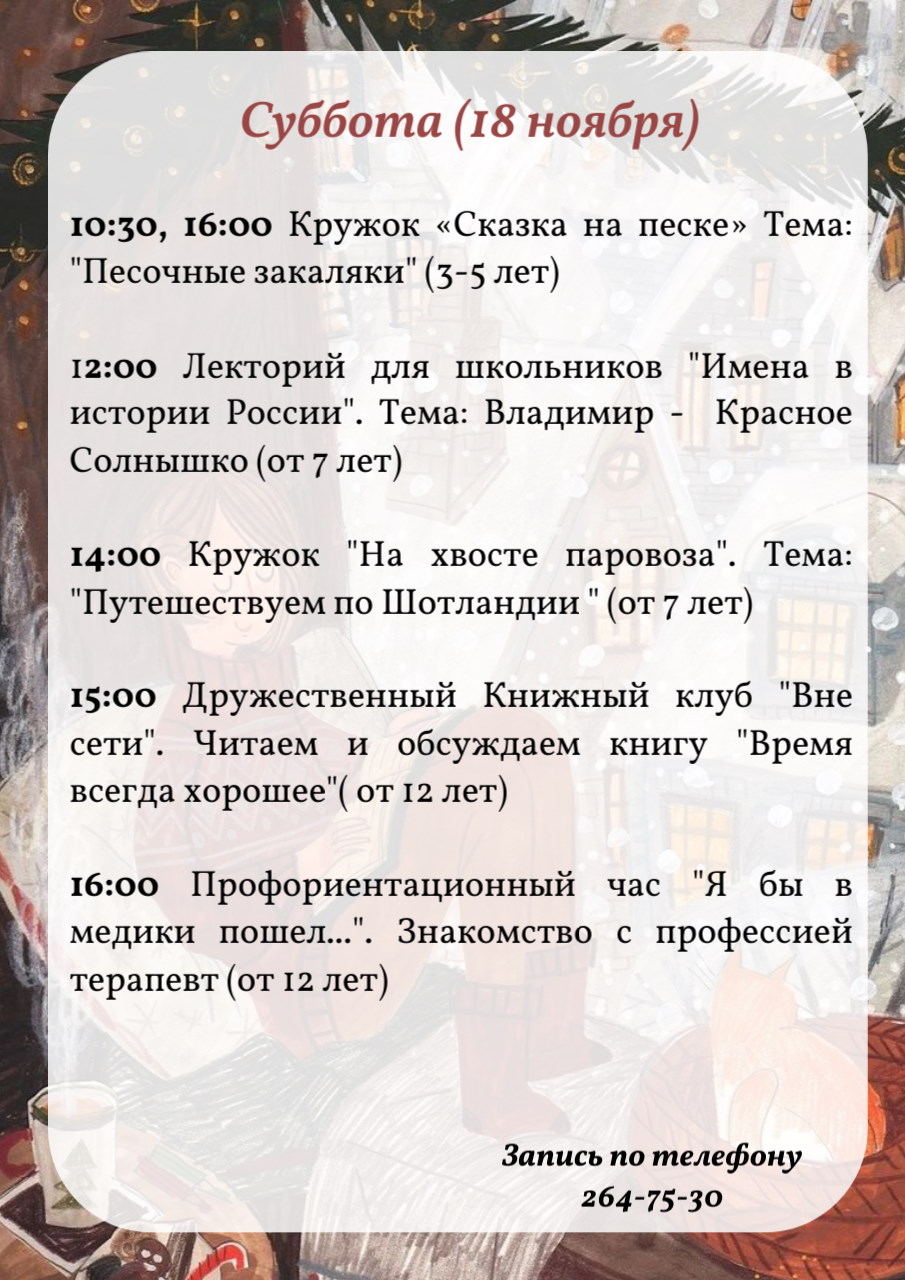 Суббота (18 ноября)
10:30, 16:00 Кружок «Сказка на песке» Тема:
"Песочные закаляки" (3-5 лет)
12:00 Лекторий для школьников "Имена в
истории России". Тема: Владимир - Красное
Солнышко (от 7 лет)
14:00 Кружок "На хвосте паровоза". Тема:
"Путешествуем по Шотландии " (от 7 лет)
15:00 Дружественный Книжный клуб "Вне
сети". Читаем и обсуждаем книгу "Время
всегда хорошее"( от 12 лет)
16:00 Профориентационный час "Я бы в
медики пошел...". Знакомство с профессией
терапевт (от 12 лет)
Запись по телефону
264-75-30